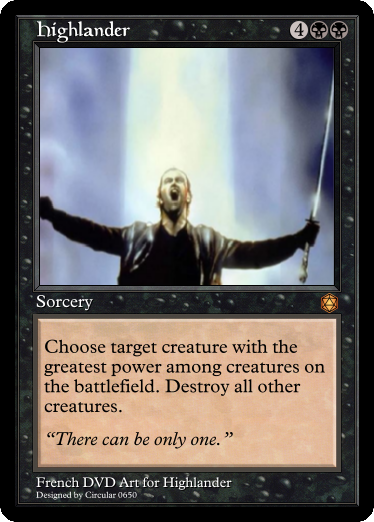 Highlander 4
Sorcery
Choose target creature with the
greatest power among creatures on
the battlefield. Destroy all other
creatures.
“There can be only one.”
French DVD Art for Highlander
Designed by Circular 0650